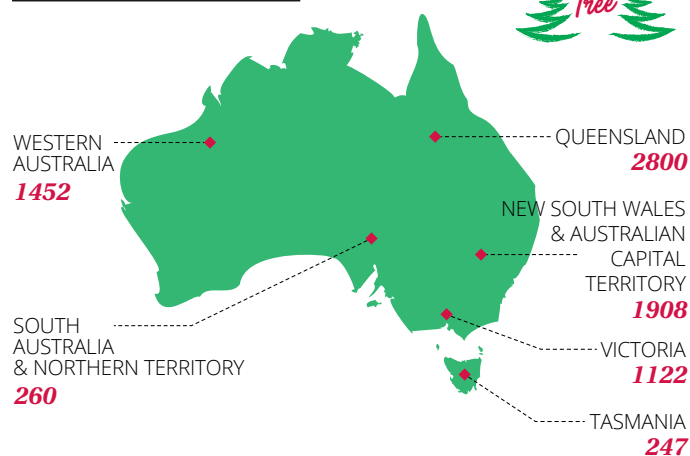 Tree
WESTERN
AUSTRALIA
1452
QUEENSLAND
2800
NEW SOUTH WALES
& AUSTRALIAN
CAPITAL
TERRITORY
1908
SOUTH
AUSTRALIA
& NORTHERN TERRITORY
260
VICTORIA
1122
TASMANIA
247